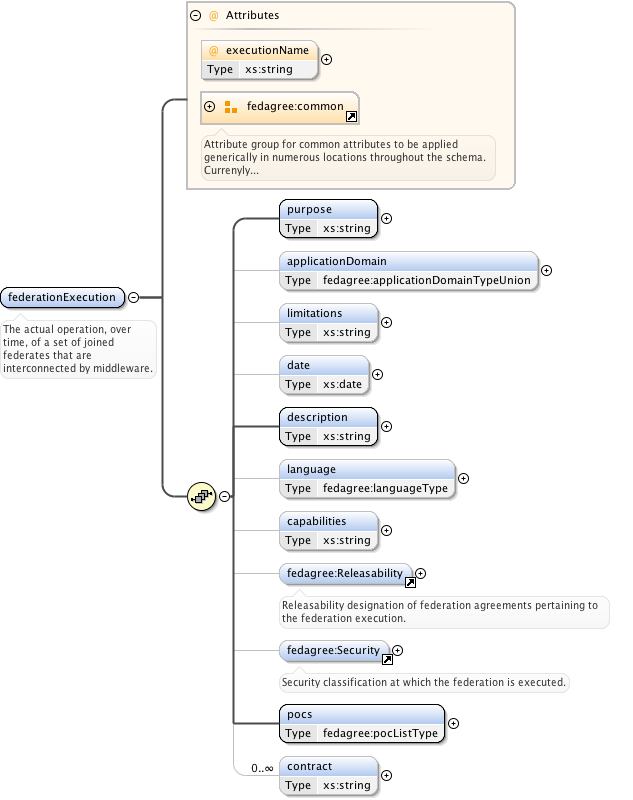 @ Attributes
@ executionName
Type xs:string
fedagree:common
Attribute group for common attributes to be applied
generically in numerous locations throughout the schema.
Currenyly...
purpose
Type xs:string
applicationDomain
Type fedagree:applicationDomainTypeUnion
federationExecution
The actual operation, over
time, of a set of joined
federates that are
interconnected by middleware.
limitations
Type xs:string
date
Type xs:date
description
Type xs:string
language
Type fedagree:languageType
capabilities
Type xs:string
fedagree:Releasability
Releasability designation of federation agreements pertaining to
the federation execution.
fedagree:Security
Security classification at which the federation is executed.
pocs
Type fedagree:pocListType
0..∞
contract
Type xs:string